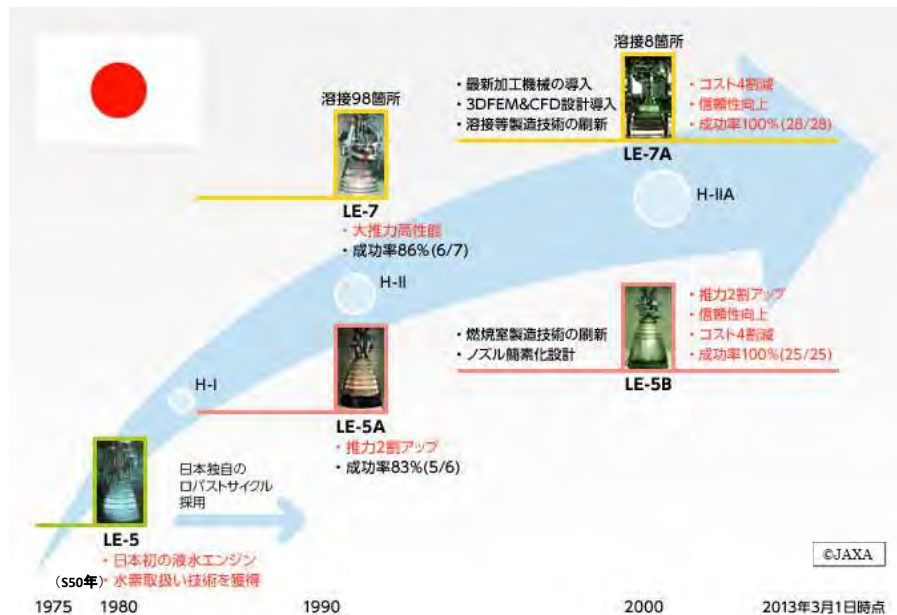 溶接8箇所
・最新加工機械の導入
・3DFEM&CFD設計導入
・溶接等製造技術の刷新
・コスト4割減
・信頼性向上
・成功率100%(28/28)
溶接98箇所
LE-7A
LE-7
・大推力高性能
・成功率86%(6/7)
H-IIA
H-II
・燃焼室製造技術の刷新
・ノズル簡素化設計
・推力2割アップ
・信頼性向上
・コスト4割減
・成功率100%(25/25)
LE-5B
H-I
LE-5A
・推力2割アップ
・成功率83%(5/6)
日本独自の
ロバストサイクル
採用
LE-5
・日本初の液水エンジン
・水素取扱い技術を獲得
(S50年)
©JAXA
1975 1980 1990 2000 2013年3月1日時点